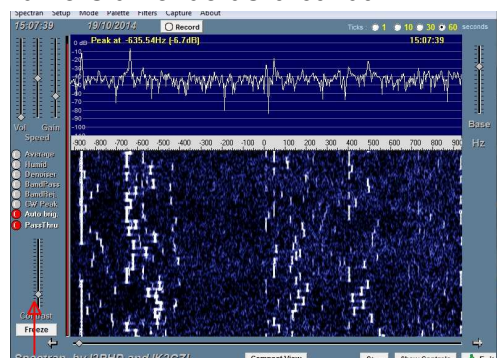 Spectran Setup Mode Palette Filters Capture About
15:07:39 19/10/2014 Record Ticks: 1 10 30 60 seconds
0 dB Peak at -635.54Hz [-6.7dB] 15:07:39
-10
-20
-30
-40
-50
-60
-70
-80
-90
-100
Vol Gain
Speed
Base
-900 -800 -700 -600 -500 -400 -300 -200 -100 0 100 200 300 400 500 600 700 800 900 Hz
Average
Humid
Denoiser
BandPass
BandRej
CW Peak
Auto brig.
PassThru
Contrast
Freeze
Spectran by I2PHD and IK2CZL Compact View Show Controls